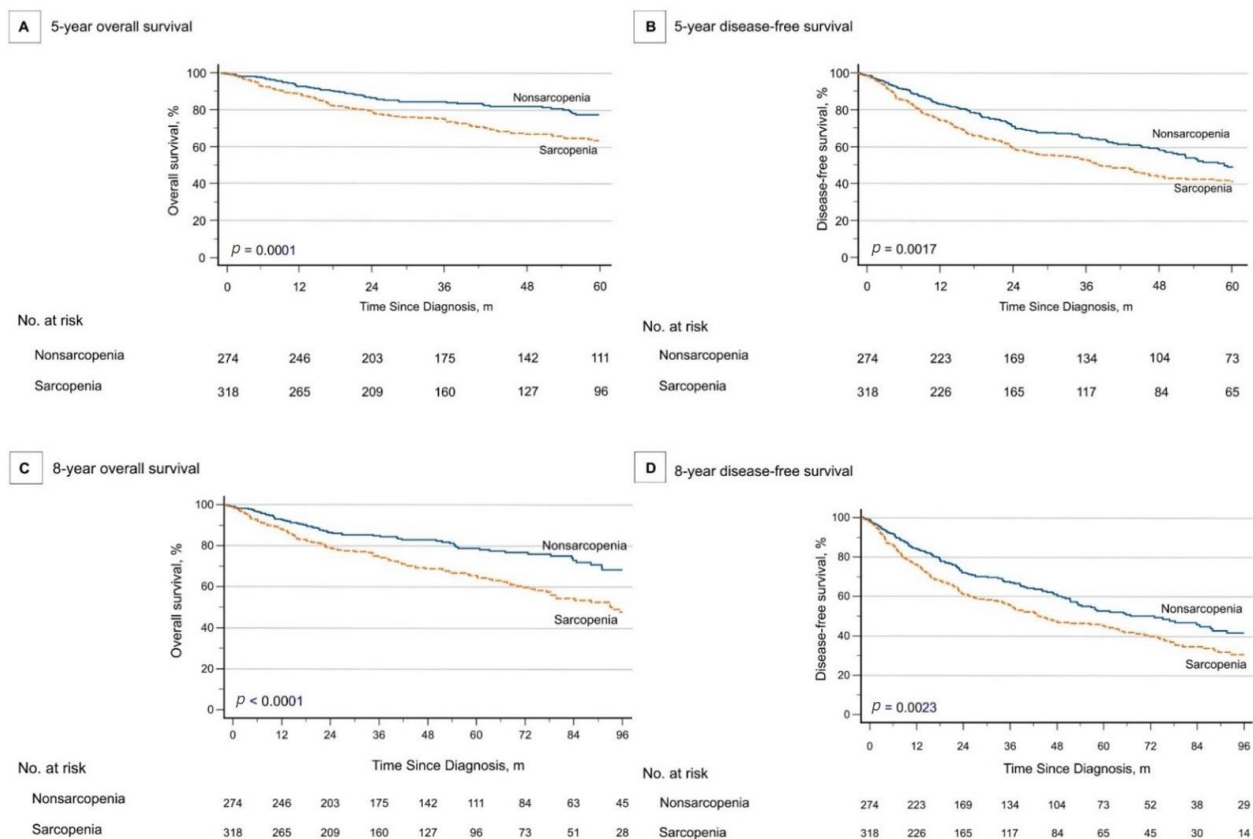 A 5-year overall survival
Overall survival, %
100
80
60
40
20
0
Nonsarcopenia
Sarcopenia
p = 0.0001
0 12 24 36 48 60
Time Since Diagnosis, m
No. at risk
Nonsarcopenia 274 246 203 175 142 111
Sarcopenia 318 265 209 160 127 96
B 5-year disease-free survival
Disease-free survival, %
100
80
60
40
20
0
Nonsarcopenia
Sarcopenia
p = 0.0017
0 12 24 36 48 60
Time Since Diagnosis, m
No. at risk
Nonsarcopenia 274 223 169 134 104 73
Sarcopenia 318 226 165 117 84 65
C 8-year overall survival
Overall survival, %
100
80
60
40
20
0
Nonsarcopenia
Sarcopenia
p < 0.0001
0 12 24 36 48 60 72 84 96
Time Since Diagnosis, m
No. at risk
Nonsarcopenia 274 246 203 175 142 111 84 63 45
Sarcopenia 318 265 209 160 127 96 73 51 28
D 8-year disease-free survival
Disease-free survival, %
100
80
60
40
20
0
Nonsarcopenia
Sarcopenia
p = 0.0023
0 12 24 36 48 60 72 84 96
Time Since Diagnosis, m
No. at risk
Nonsarcopenia 274 223 169 134 104 73 52 38 29
Sarcopenia 318 226 165 117 84 65 45 30 14